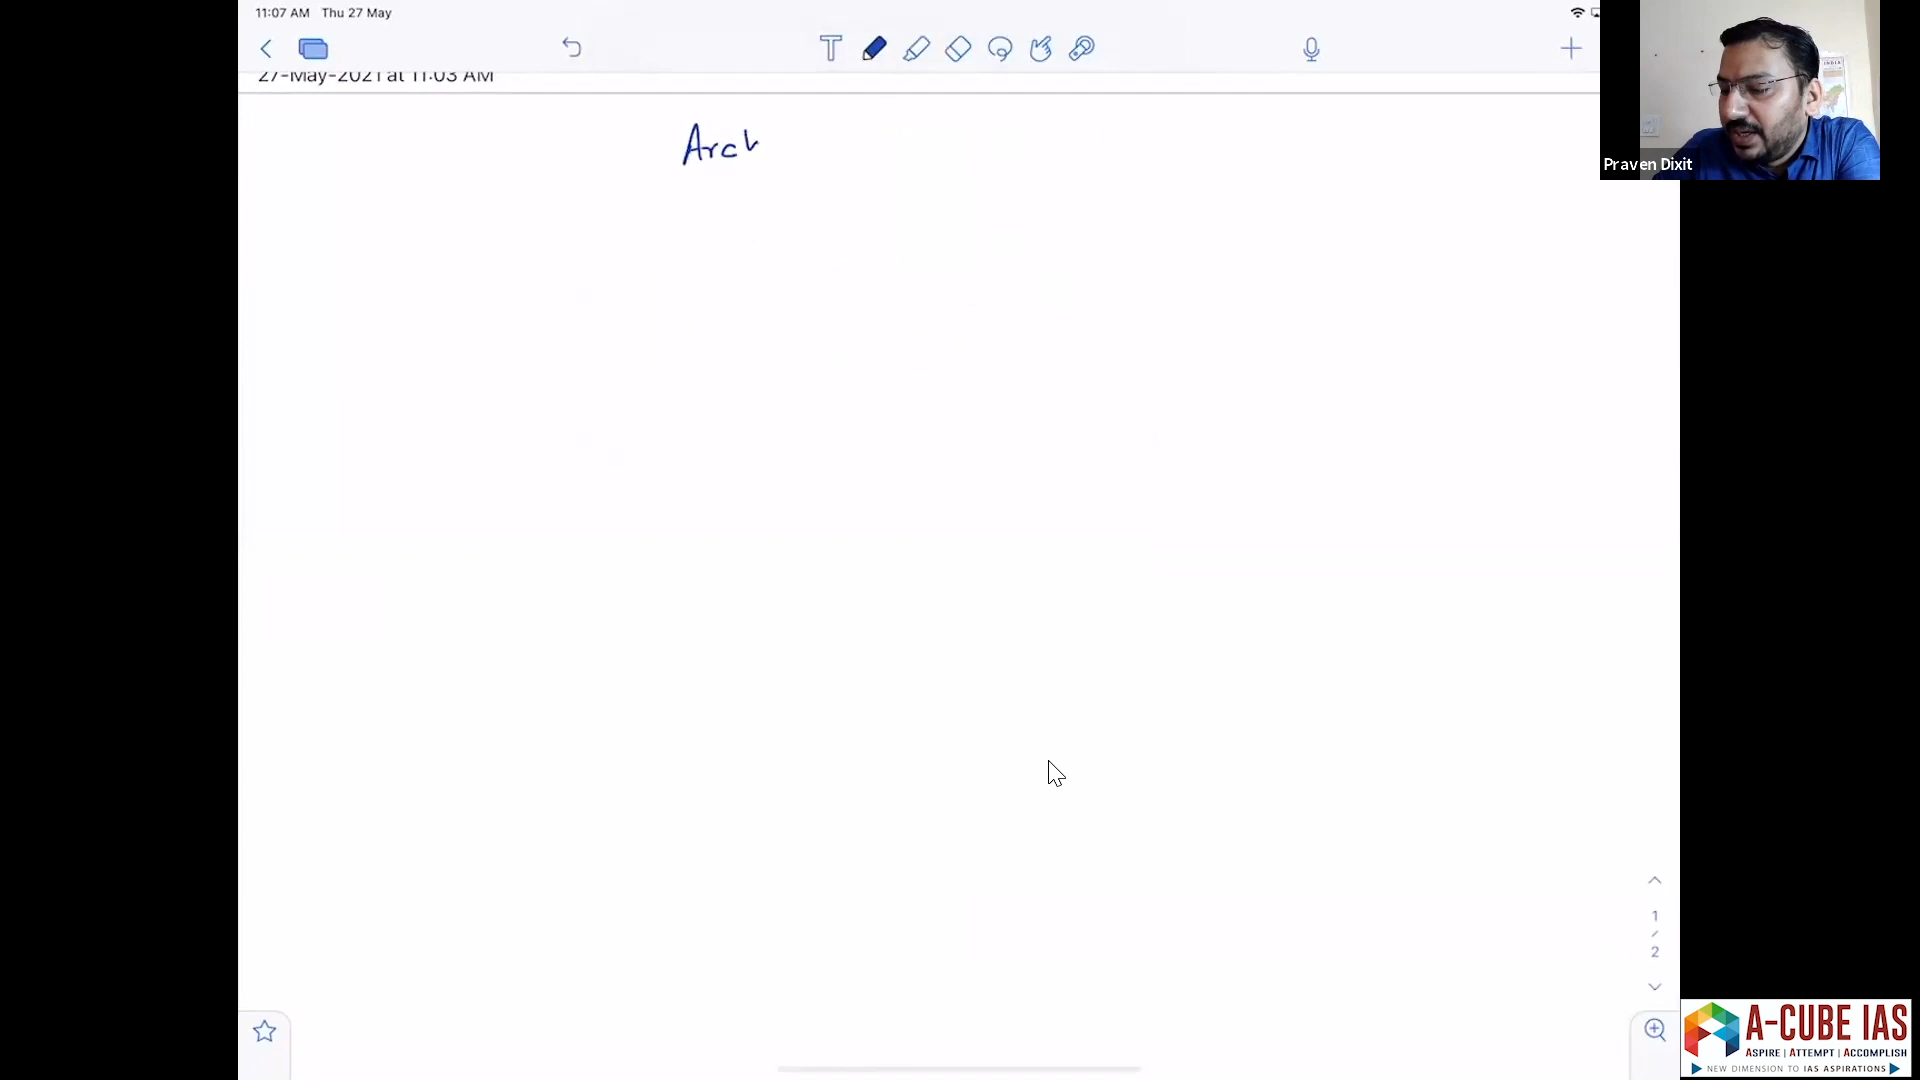 11:07 AM Thu 27 May
27-May-2021 at 11:03 AM
Arch
Praven Dixit
1
2
A-CUBE IAS
ASPIRE | ATTEMPT | ACCOMPLISH
NEW DIMENSION TO IAS ASPIRATIONS